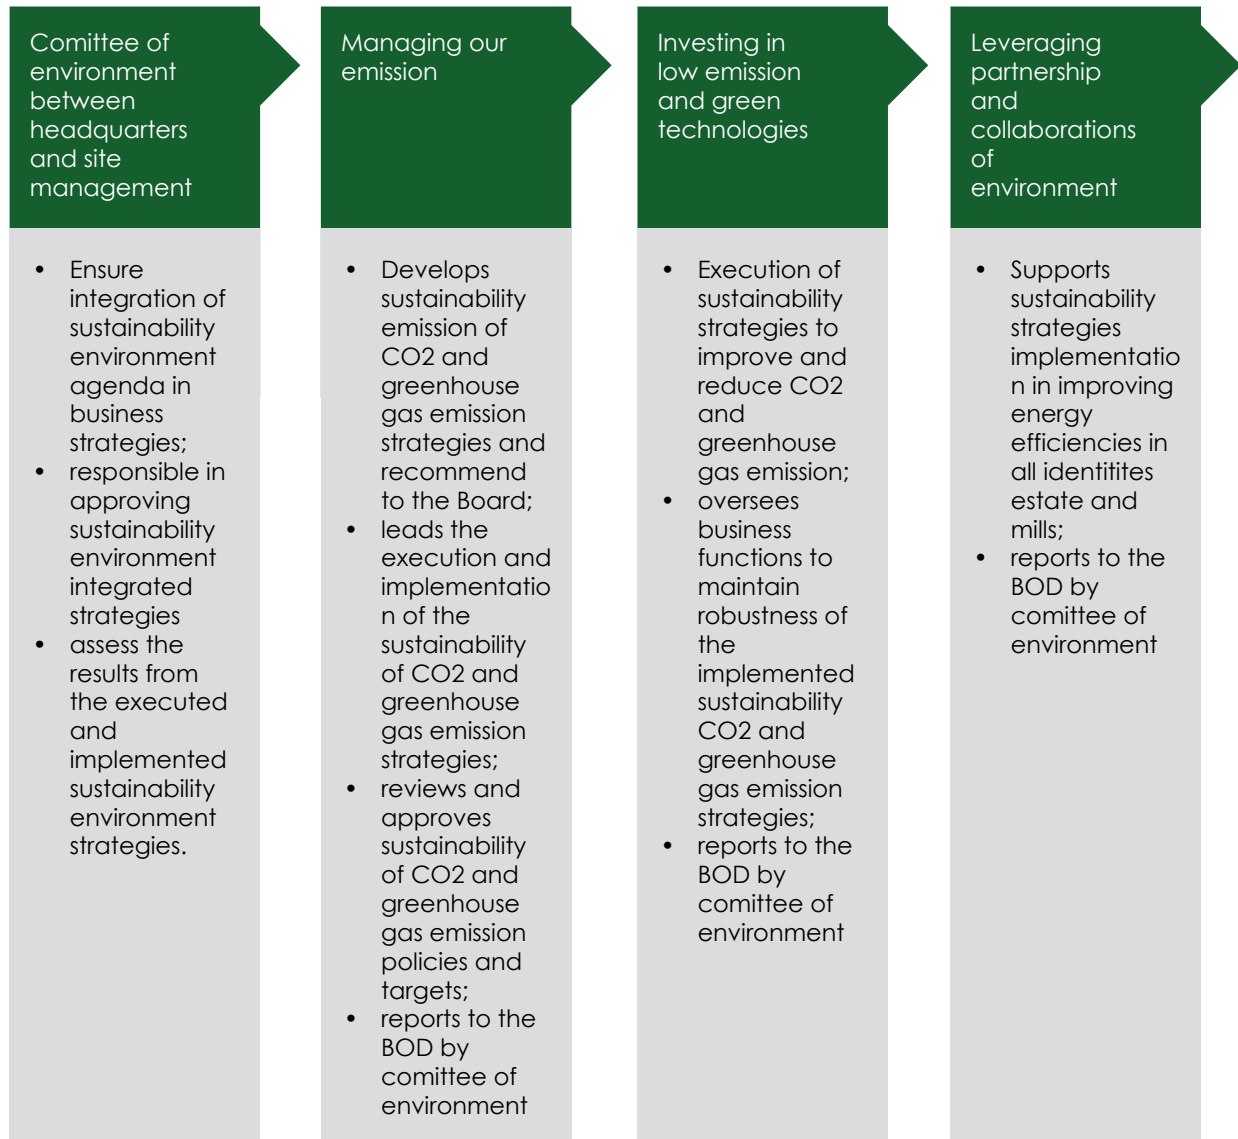 Comittee of
environment
between
headquarters
and site
management
• Ensure
integration of
sustainability
environment
agenda in
business
strategies;
• responsible in
approving
sustainability
environment
integrated
strategies
• assess the
results from
the executed
and
implemented
sustainability
environment
strategies.
Managing our
emission
• Develops
sustainability
emission of
CO2 and
greenhouse
gas emission
strategies and
recommend
to the Board;
• leads the
execution and
implementatio
n of the
sustainability
of CO2 and
greenhouse
gas emission
strategies;
• reviews and
approves
sustainability
of CO2 and
greenhouse
gas emission
policies and
targets;
• reports to the
BOD by
comittee of
environment
Investing in
low emission
and green
technologies
• Execution of
sustainability
strategies to
improve and
reduce CO2
and
greenhouse
gas emission;
• oversees
business
functions to
maintain
robustness of
the
implemented
sustainability
CO2 and
greenhouse
gas emission
strategies;
• reports to the
BOD by
comittee of
environment
Leveraging
partnership
and
collaborations
of
environment
• Supports
sustainability
strategies
implementatio
n in improving
energy
efficiencies in
all identitites
estate and
mills;
• reports to the
BOD by
comittee of
environment